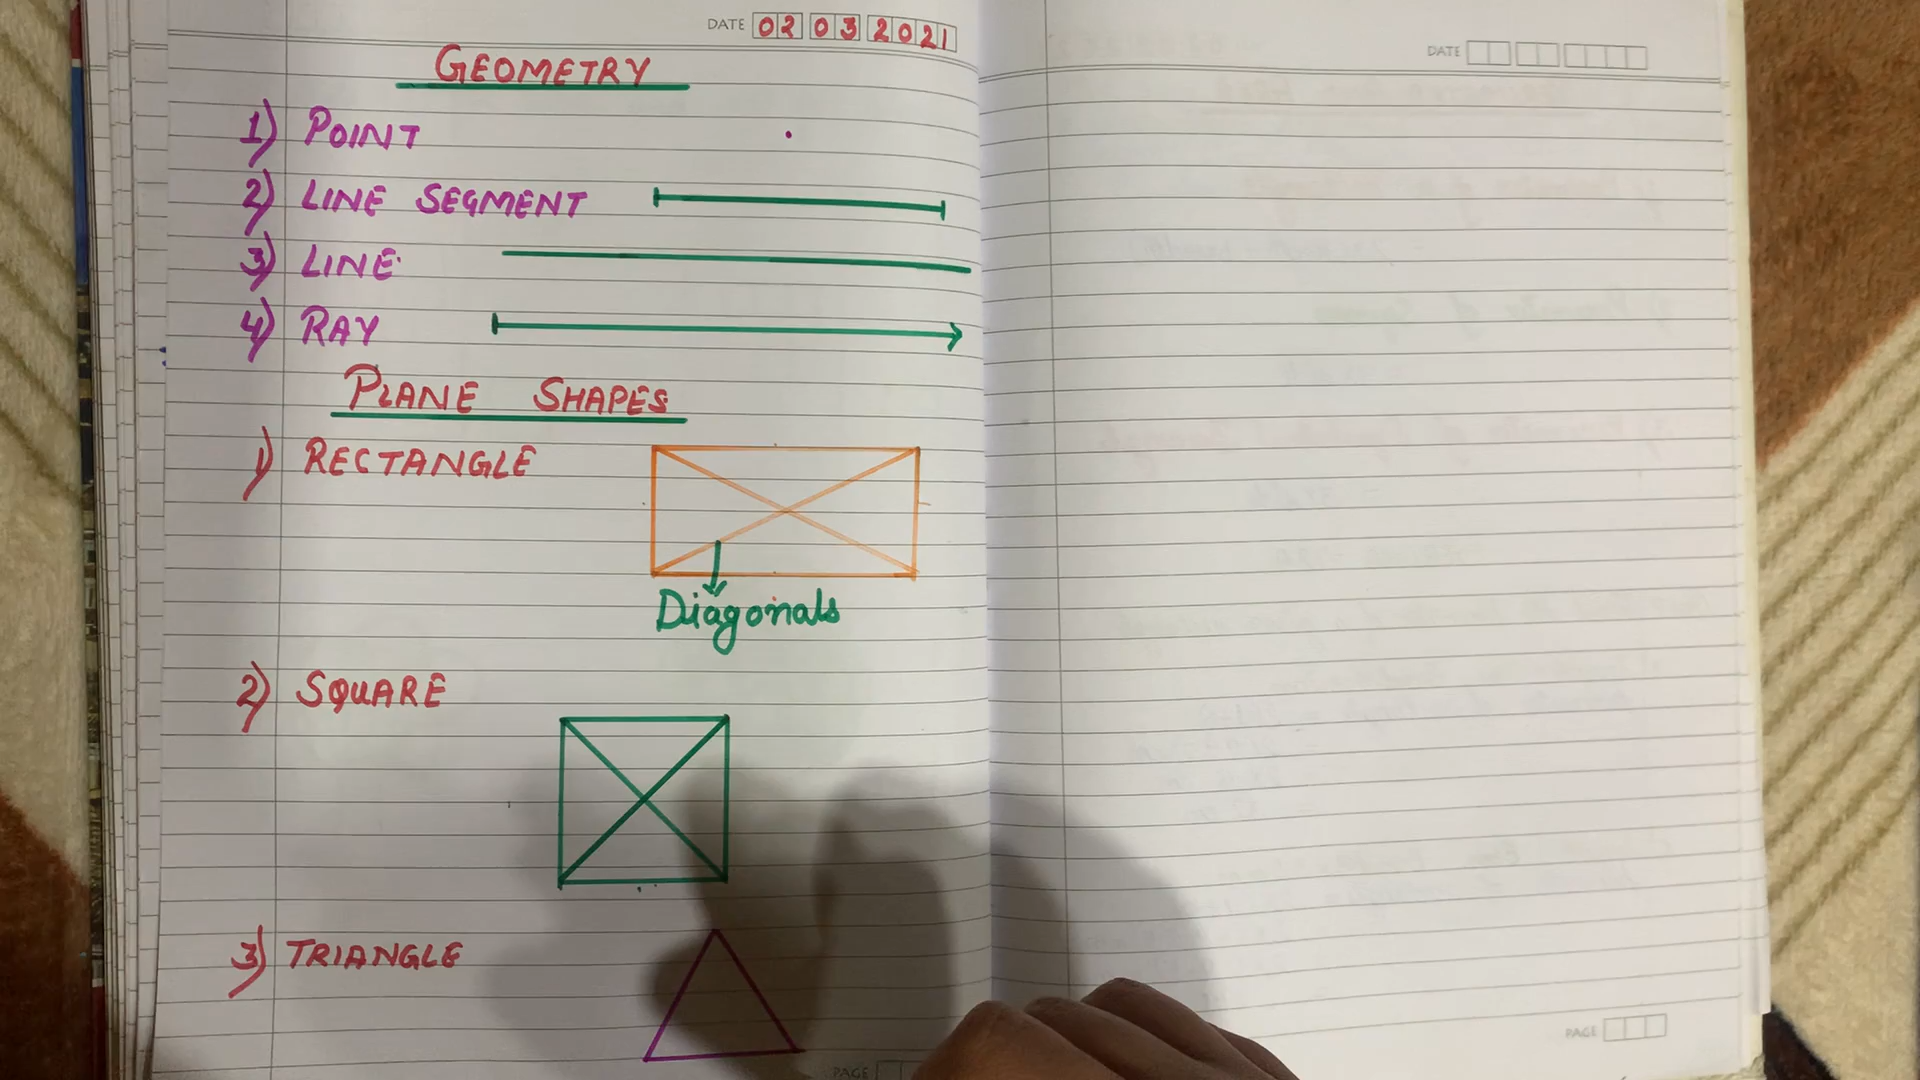 DATE 02 03 2021
GEOMETRY
1) POINT
2) LINE SEGMENT
3) LINE
4) RAY
PLANE SHAPES
1) RECTANGLE
Diagonals
2) SQUARE
3) TRIANGLE
PAGE
DATE
PAGE